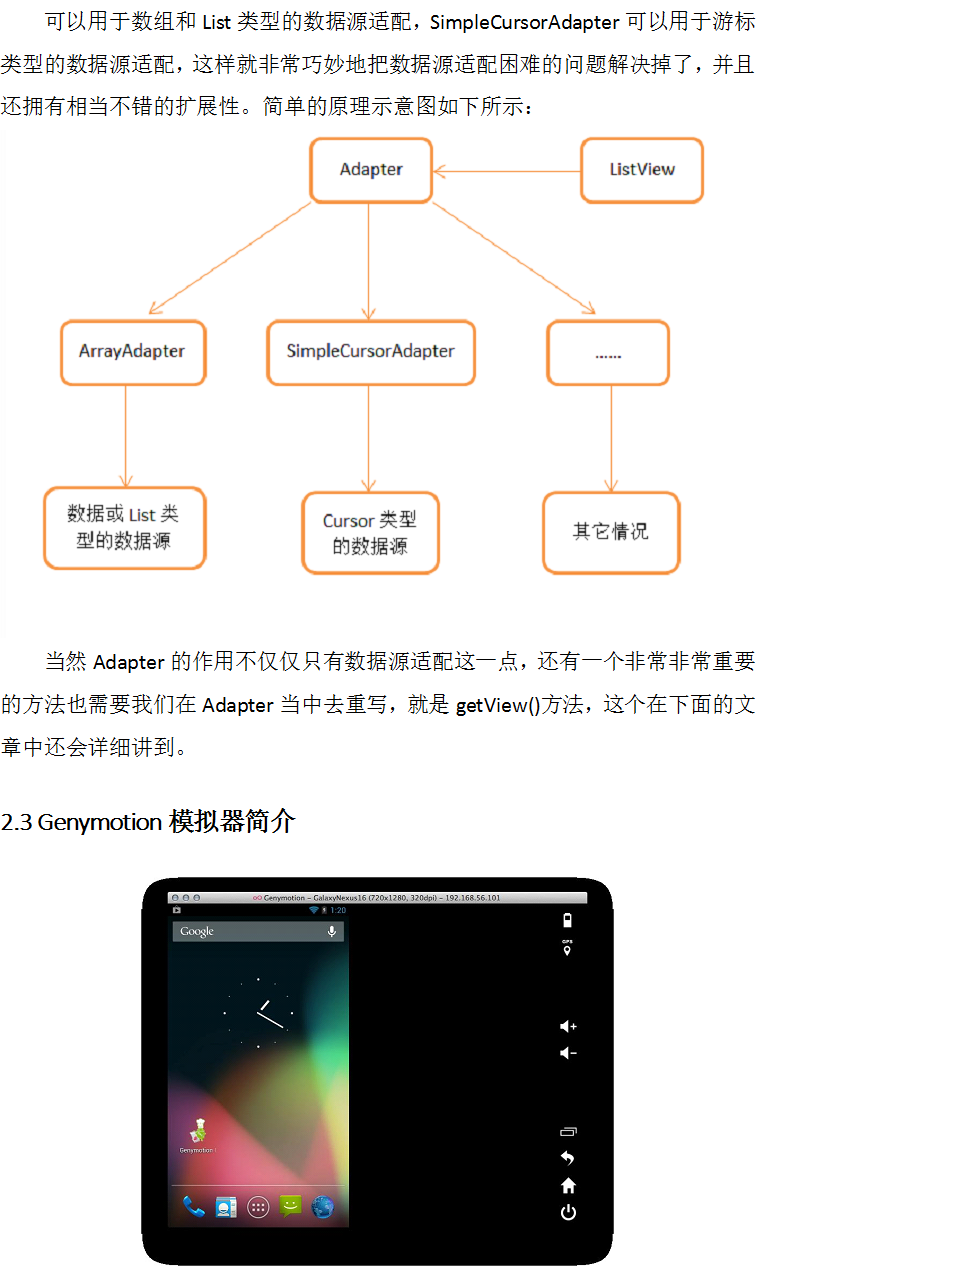 可以用于数组和 List 类型的数据源适配，SimpleCursorAdapter 可以用于游标
类型的数据源适配，这样就非常巧妙地把数据源适配困难的问题解决掉了，并且
还拥有相当不错的扩展性。简单的原理示意图如下所示：
Adapter
ListView
ArrayAdapter
SimpleCursorAdapter
......
数据或 List 类
型的数据源
Cursor 类型
的数据源
其它情况
当然 Adapter 的作用不仅仅只有数据源适配这一点，还有一个非常非常重要
的方法也需要我们在 Adapter 当中去重写，就是 getView()方法，这个在下面的文
章中还会详细讲到。
2.3 Genymotion 模拟器简介
Genymotion – GalaxyNexus16 (720x1280, 320dpi) – 192.168.56.101
1:20
Google
GPS
Genymotion